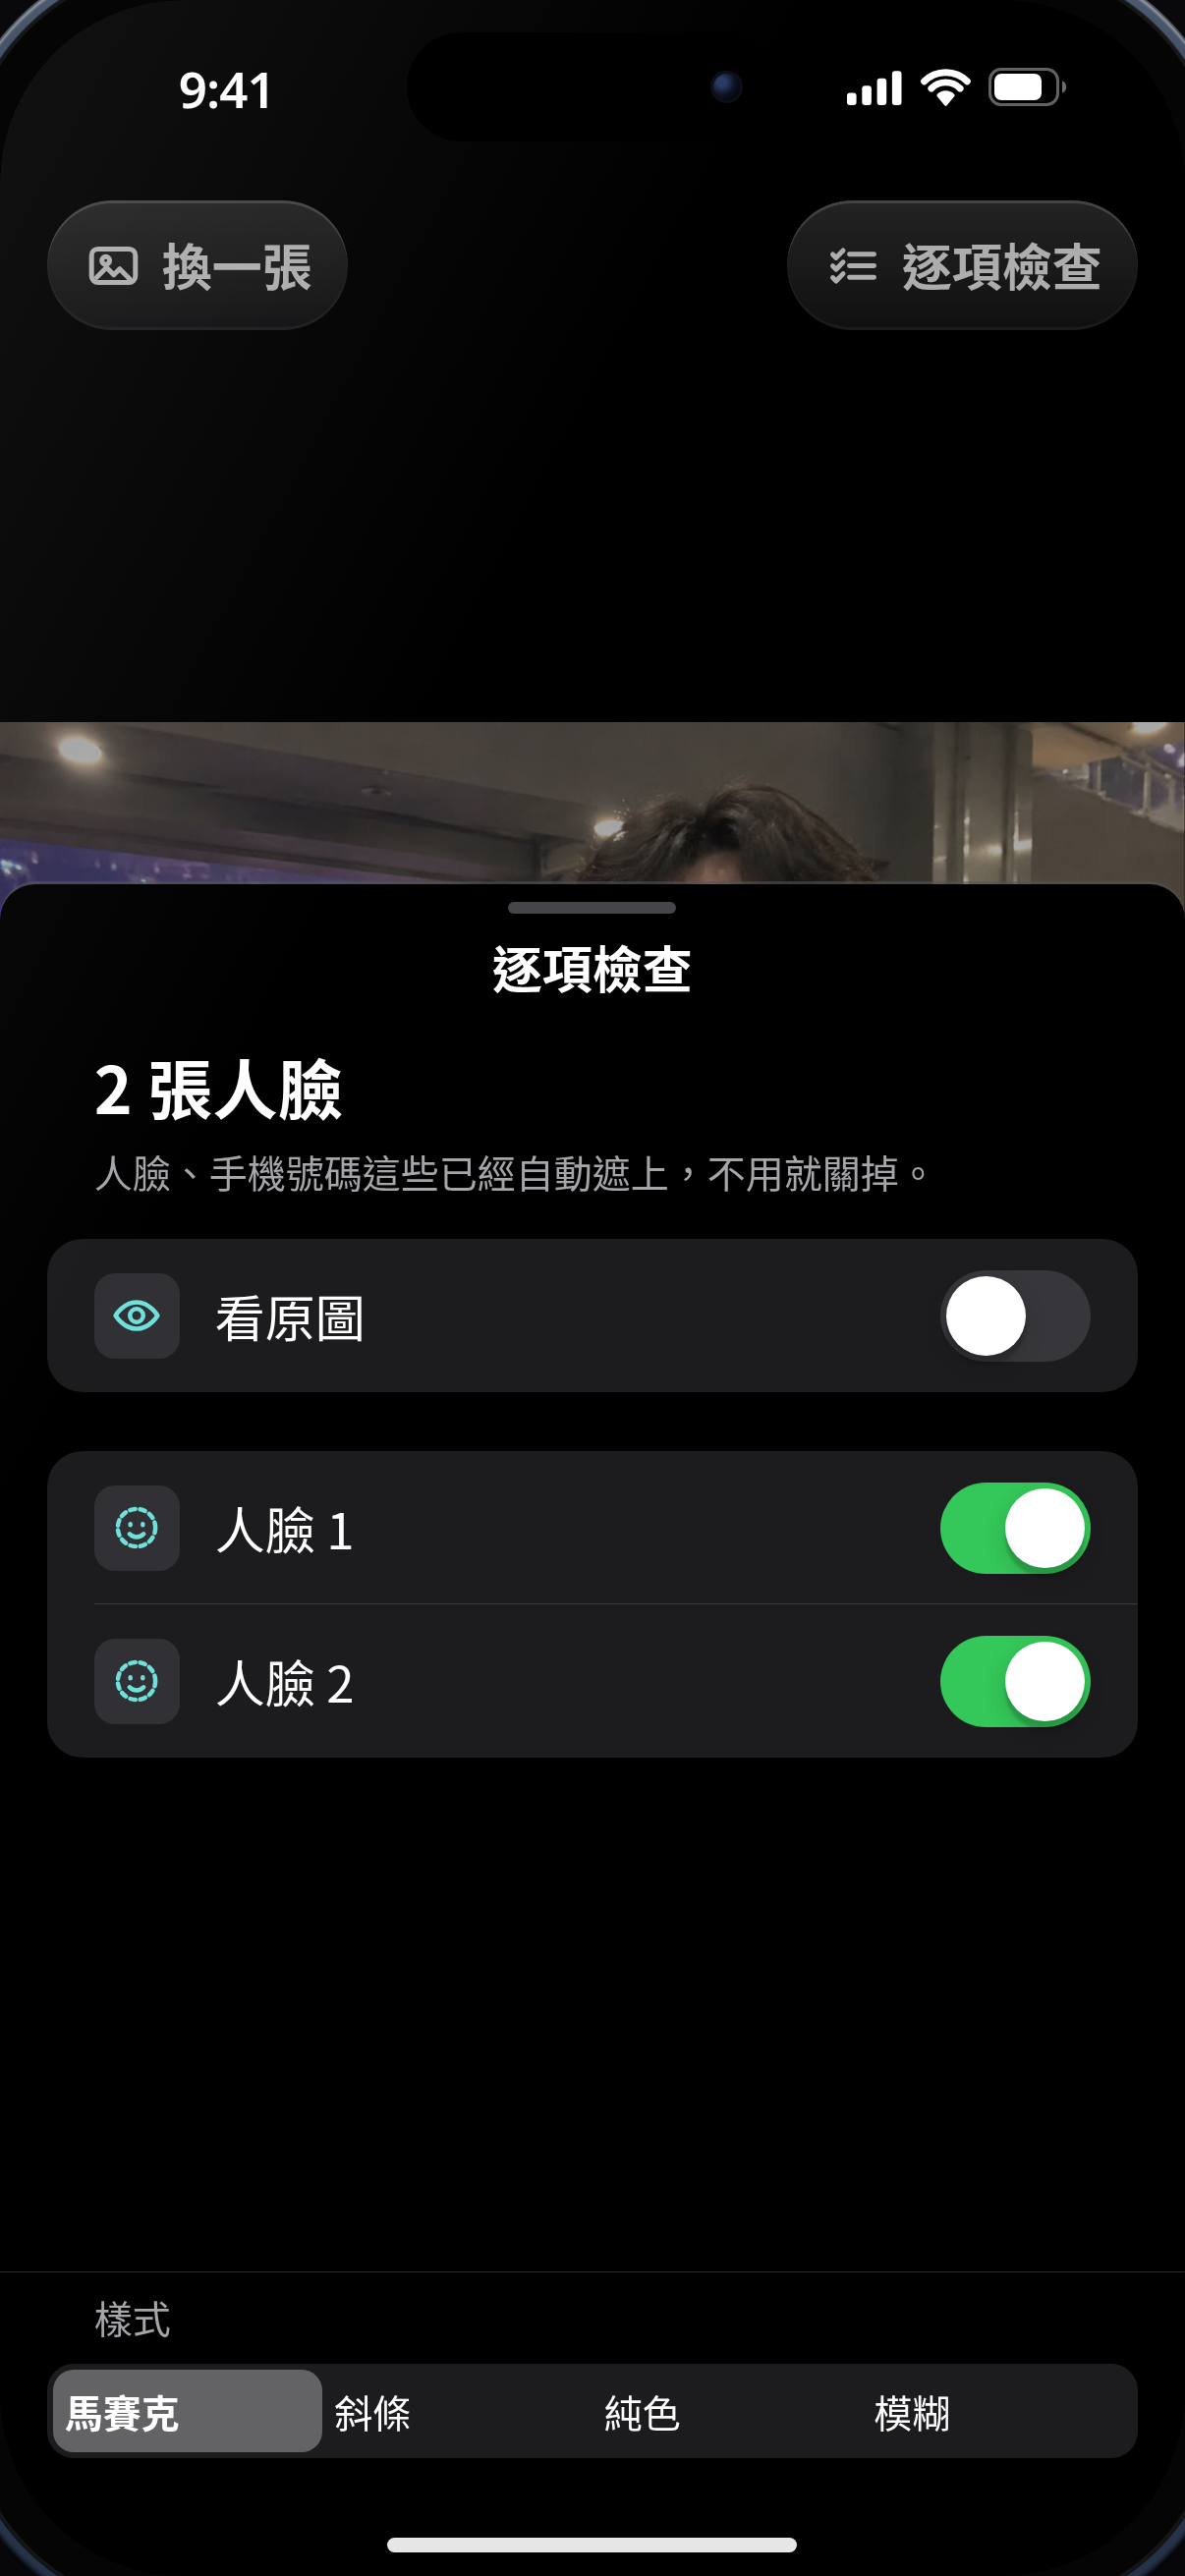 9:41
換一張
逐項檢查
逐項檢查
2 張人臉
人臉、手機號碼這些已經自動遮上，不用就關掉。
看原圖
人臉 1
人臉 2
樣式
馬賽克
斜條
純色
模糊